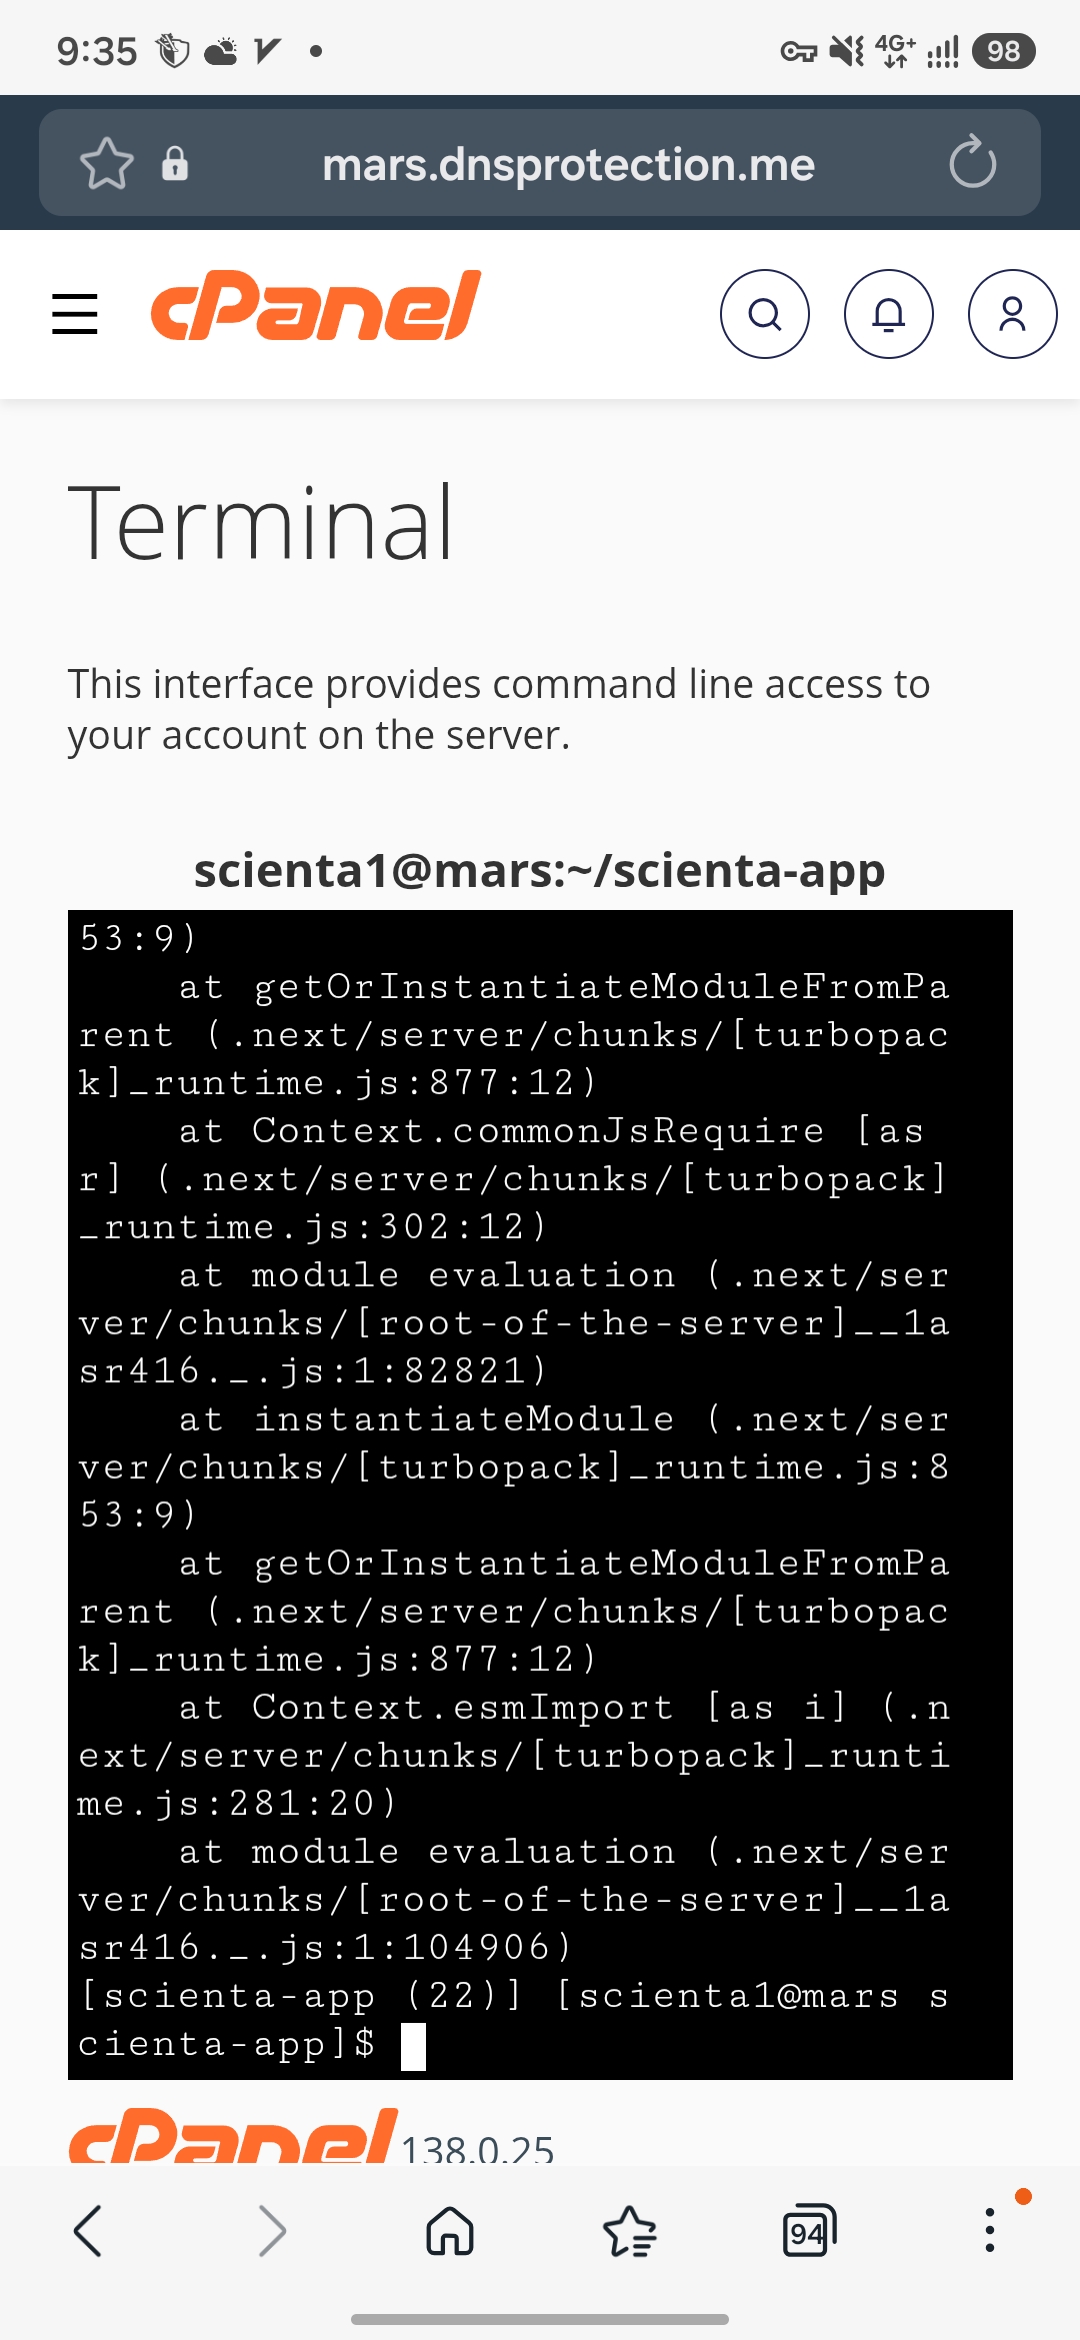 9:35
4G+
98
mars.dnsprotection.me
cPanel
Terminal
This interface provides command line access to
your account on the server.
scienta1@mars:~/scienta-app
53:9)
    at getOrInstantiateModuleFromPa
rent (.next/server/chunks/[turbopac
k]_runtime.js:877:12)
    at Context.commonJsRequire [as
r] (.next/server/chunks/[turbopack]
_runtime.js:302:12)
    at module evaluation (.next/ser
ver/chunks/[root-of-the-server]__1a
sr416._.js:1:82821)
    at instantiateModule (.next/ser
ver/chunks/[turbopack]_runtime.js:8
53:9)
    at getOrInstantiateModuleFromPa
rent (.next/server/chunks/[turbopac
k]_runtime.js:877:12)
    at Context.esmImport [as i] (.n
ext/server/chunks/[turbopack]_runti
me.js:281:20)
    at module evaluation (.next/ser
ver/chunks/[root-of-the-server]__1a
sr416._.js:1:104906)
[scienta-app (22)] [scienta1@mars s
cienta-app]$
cPanel 138.0.25
94